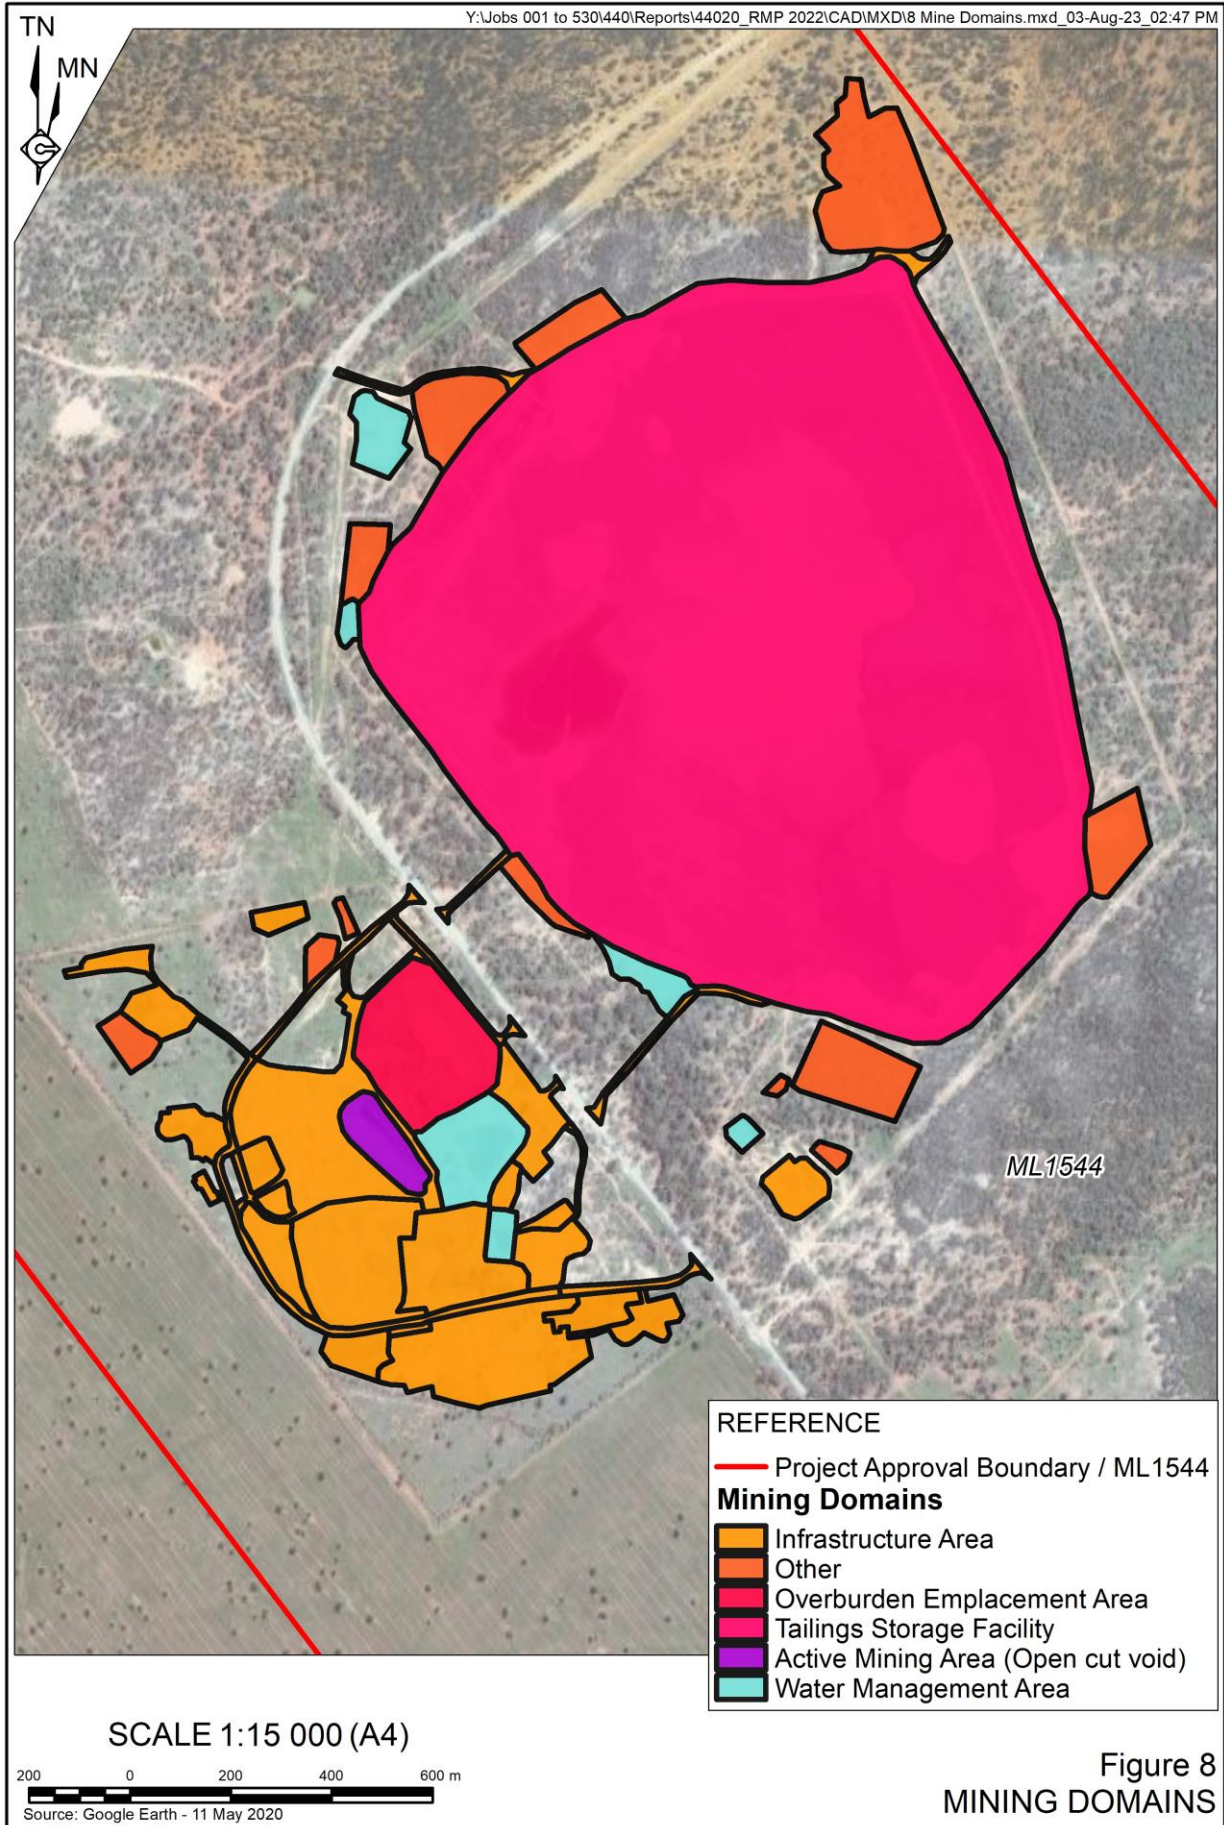 Y:\Jobs 001 to 530\440\Reports\44020_RMP 2022\CAD\MXD\8 Mine Domains.mxd_03-Aug-23_02:47 PM
TN
MN
ML1544
REFERENCE
Project Approval Boundary / ML1544
Mining Domains
Infrastructure Area
Other
Overburden Emplacement Area
Tailings Storage Facility
Active Mining Area (Open cut void)
Water Management Area
SCALE 1:15 000 (A4)
200 0 200 400 600 m
Source: Google Earth - 11 May 2020
Figure 8
MINING DOMAINS